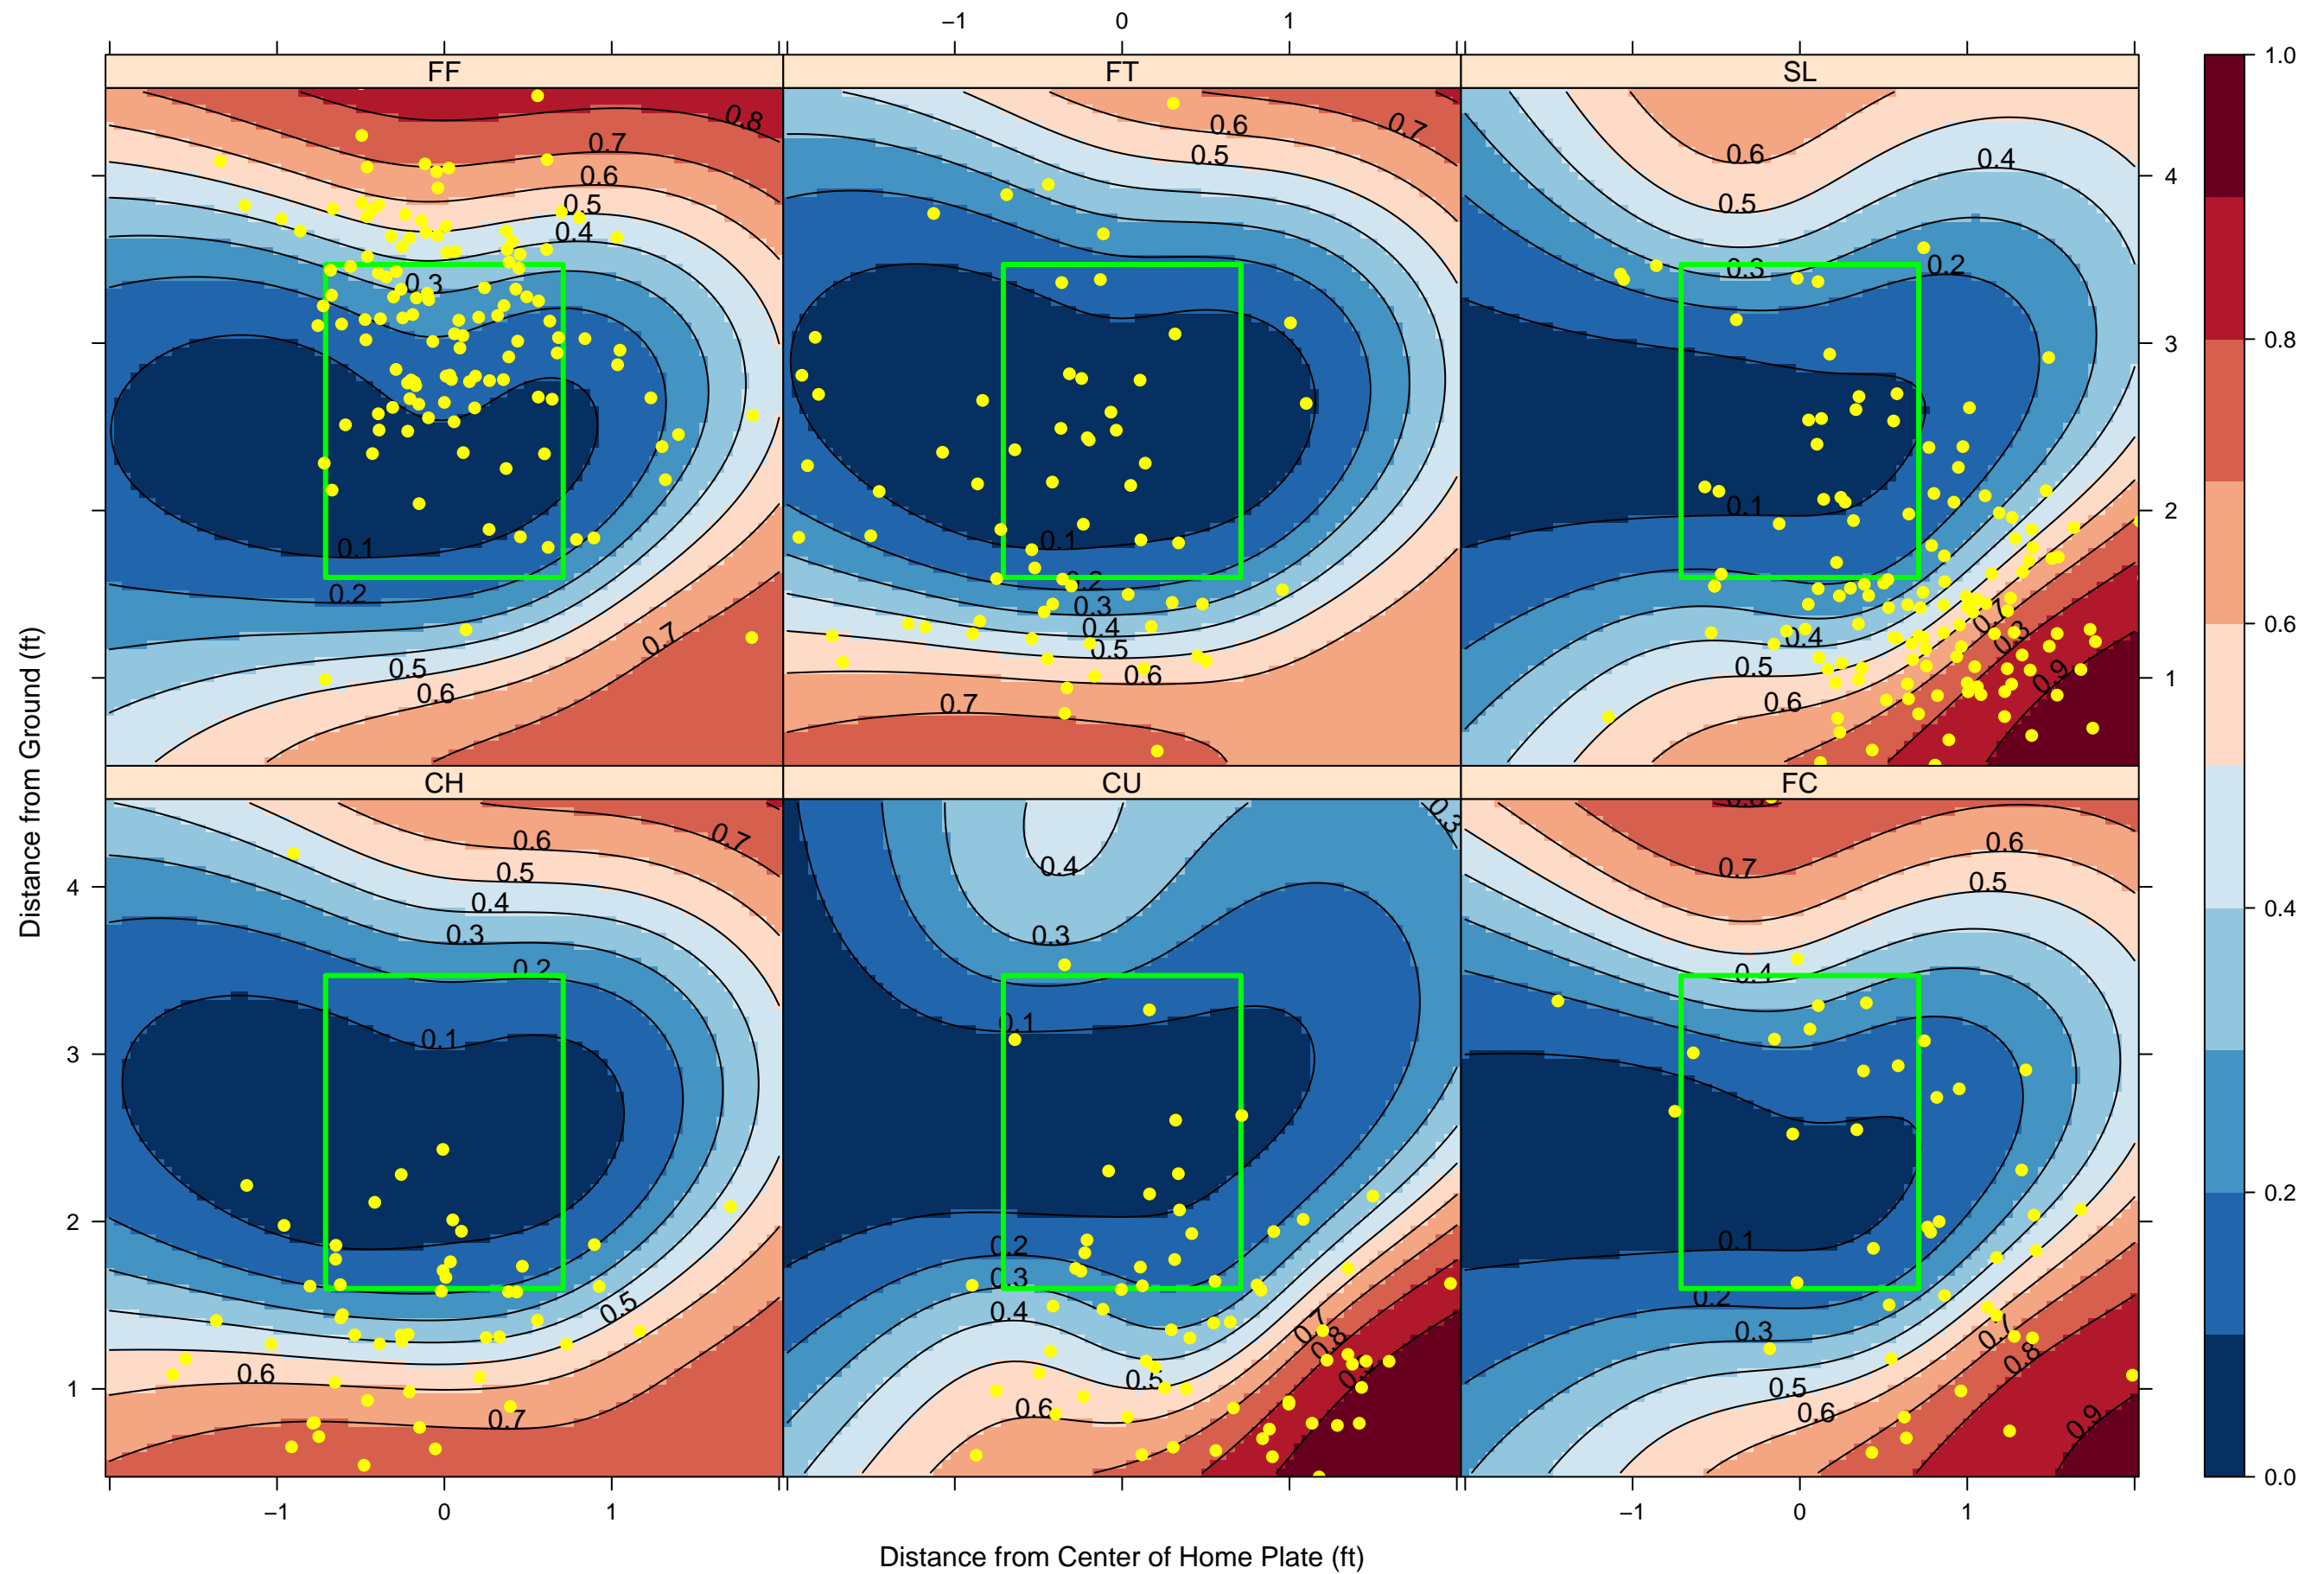 −1 0 1
FF FT SL 1.0
0.8
0.7 0.6 0.7
0.6 0.5 0.6 0.4 4
0.5 0.5
0.4
0.3 0.3 0.2
3 0.8
0.1 0.1 0.1 2
0.2 0.2
0.3
0.7 0.4 0.4 0.7 0.6
0.5 0.5 0.5
0.6 0.6 0.6 0.9 1
0.7
Distance from Ground (ft)
CH CU FC
0.6 0.7 0.3 0.6
4 0.5 0.4 0.7 0.5
0.4 0.4
0.3 0.3
0.2 0.4
3 0.1 0.1
2 0.2 0.1 0.2
0.5 0.3 0.2
0.4 0.7 0.3 0.7
0.8 0.8
1 0.6 0.5 0.5
0.7 0.6 0.6 0.9
0.0
−1 0 1 −1 0 1
Distance from Center of Home Plate (ft)